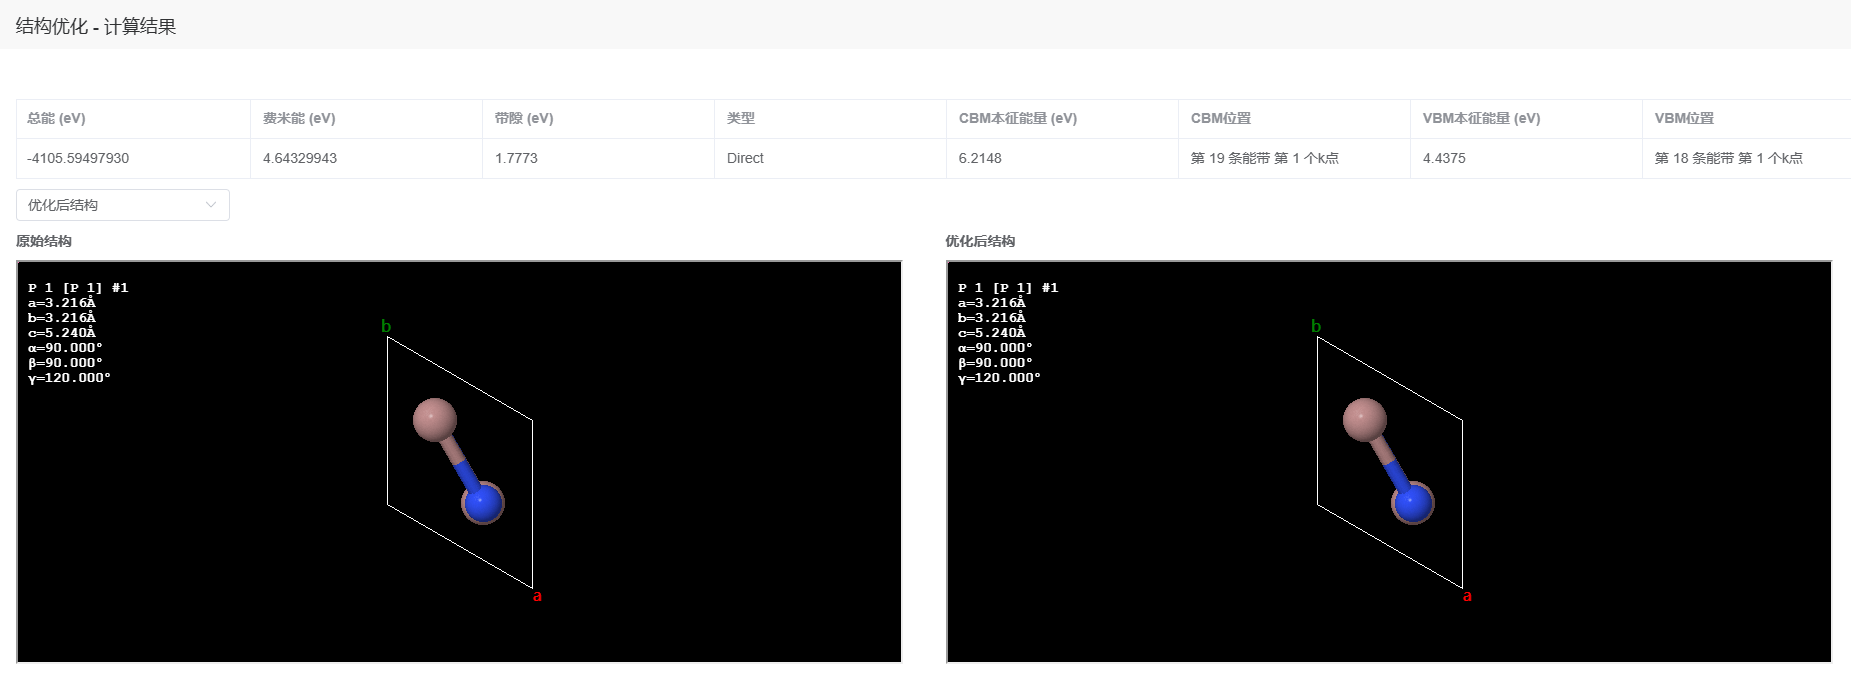 结构优化 - 计算结果
总能 (eV) 费米能 (eV) 带隙 (eV) 类型 CBM本征能量 (eV) CBM位置 VBM本征能量 (eV) VBM位置
-4105.59497930 4.64329943 1.7773 Direct 6.2148 第 19 条能带 第 1 个k点 4.4375 第 18 条能带 第 1 个k点
优化后结构
原始结构
P 1 [P 1] #1
a=3.216Å
b=3.216Å
c=5.240Å
α=90.000°
β=90.000°
γ=120.000°
b
a
优化后结构
P 1 [P 1] #1
a=3.216Å
b=3.216Å
c=5.240Å
α=90.000°
β=90.000°
γ=120.000°
b
a